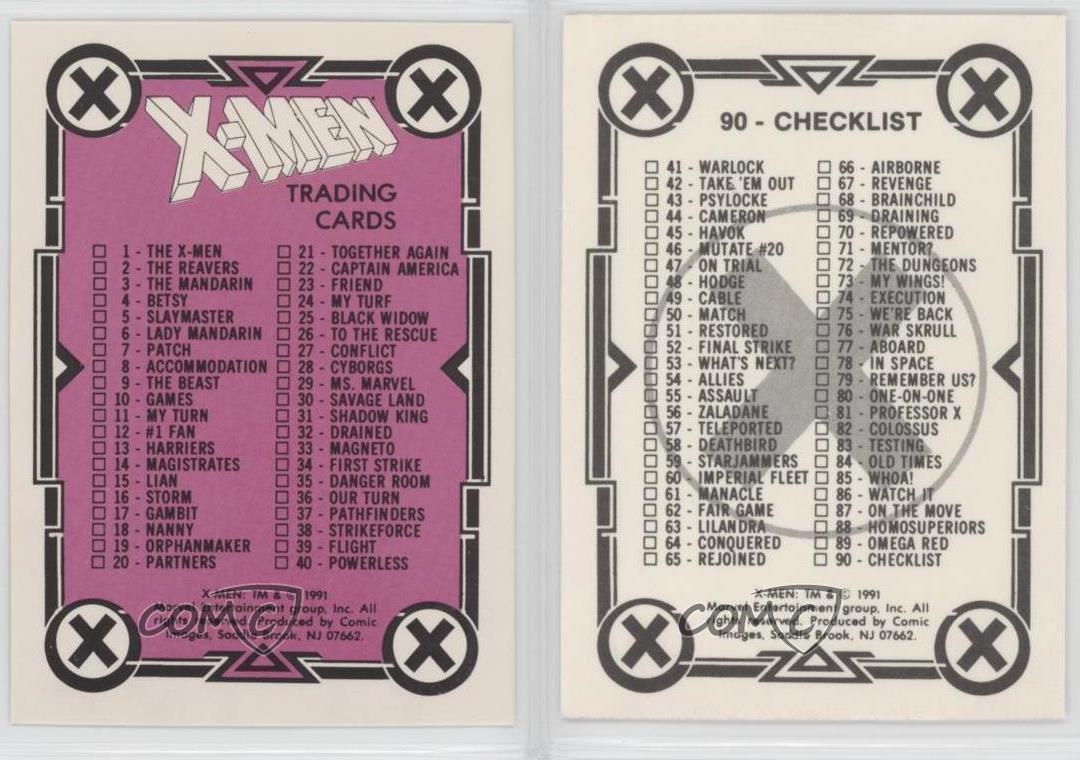 X-MEN
TRADING
CARDS
☐ 1 - THE X-MEN
☐ 2 - THE REAVERS
☐ 3 - THE MANDARIN
☐ 4 - BETSY
☐ 5 - SLAYMASTER
☐ 6 - LADY MANDARIN
☐ 7 - PATCH
☐ 8 - ACCOMMODATION
☐ 9 - THE BEAST
☐ 10 - GAMES
☐ 11 - MY TURN
☐ 12 - #1 FAN
☐ 13 - HARRIERS
☐ 14 - MAGISTRATES
☐ 15 - LIAN
☐ 16 - STORM
☐ 17 - GAMBIT
☐ 18 - NANNY
☐ 19 - ORPHANMAKER
☐ 20 - PARTNERS
☐ 21 - TOGETHER AGAIN
☐ 22 - CAPTAIN AMERICA
☐ 23 - FRIEND
☐ 24 - MY TURF
☐ 25 - BLACK WIDOW
☐ 26 - TO THE RESCUE
☐ 27 - CONFLICT
☐ 28 - CYBORGS
☐ 29 - MS. MARVEL
☐ 30 - SAVAGE LAND
☐ 31 - SHADOW KING
☐ 32 - DRAINED
☐ 33 - MAGNETO
☐ 34 - FIRST STRIKE
☐ 35 - DANGER ROOM
☐ 36 - OUR TURN
☐ 37 - PATHFINDERS
☐ 38 - STRIKEFORCE
☐ 39 - FLIGHT
☐ 40 - POWERLESS
X-MEN: TM & © 1991
Marvel Entertainment group, Inc. All
rights reserved. Produced by Comic
Images, Saddle Brook, NJ 07662.
COMC
90 - CHECKLIST
☐ 41 - WARLOCK
☐ 42 - TAKE 'EM OUT
☐ 43 - PSYLOCKE
☐ 44 - CAMERON
☐ 45 - HAVOK
☐ 46 - MUTATE #20
☐ 47 - ON TRIAL
☐ 48 - HODGE
☐ 49 - CABLE
☐ 50 - MATCH
☐ 51 - RESTORED
☐ 52 - FINAL STRIKE
☐ 53 - WHAT'S NEXT?
☐ 54 - ALLIES
☐ 55 - ASSAULT
☐ 56 - ZALADANE
☐ 57 - TELEPORTED
☐ 58 - DEATHBIRD
☐ 59 - STARJAMMERS
☐ 60 - IMPERIAL FLEET
☐ 61 - MANACLE
☐ 62 - FAIR GAME
☐ 63 - LILANDRA
☐ 64 - CONQUERED
☐ 65 - REJOINED
☐ 66 - AIRBORNE
☐ 67 - REVENGE
☐ 68 - BRAINCHILD
☐ 69 - DRAINING
☐ 70 - REPOWERED
☐ 71 - MENTOR?
☐ 72 - THE DUNGEONS
☐ 73 - MY WINGS!
☐ 74 - EXECUTION
☐ 75 - WE'RE BACK
☐ 76 - WAR SKRULL
☐ 77 - ABOARD
☐ 78 - IN SPACE
☐ 79 - REMEMBER US?
☐ 80 - ONE-ON-ONE
☐ 81 - PROFESSOR X
☐ 82 - COLOSSUS
☐ 83 - TESTING
☐ 84 - OLD TIMES
☐ 85 - WHOA!
☐ 86 - WATCH IT
☐ 87 - ON THE MOVE
☐ 88 - HOMOSUPERIORS
☐ 89 - OMEGA RED
☐ 90 - CHECKLIST
X-MEN: TM & © 1991
Marvel Entertainment group, Inc. All
rights reserved. Produced by Comic
Images, Saddle Brook, NJ 07662.
COMC